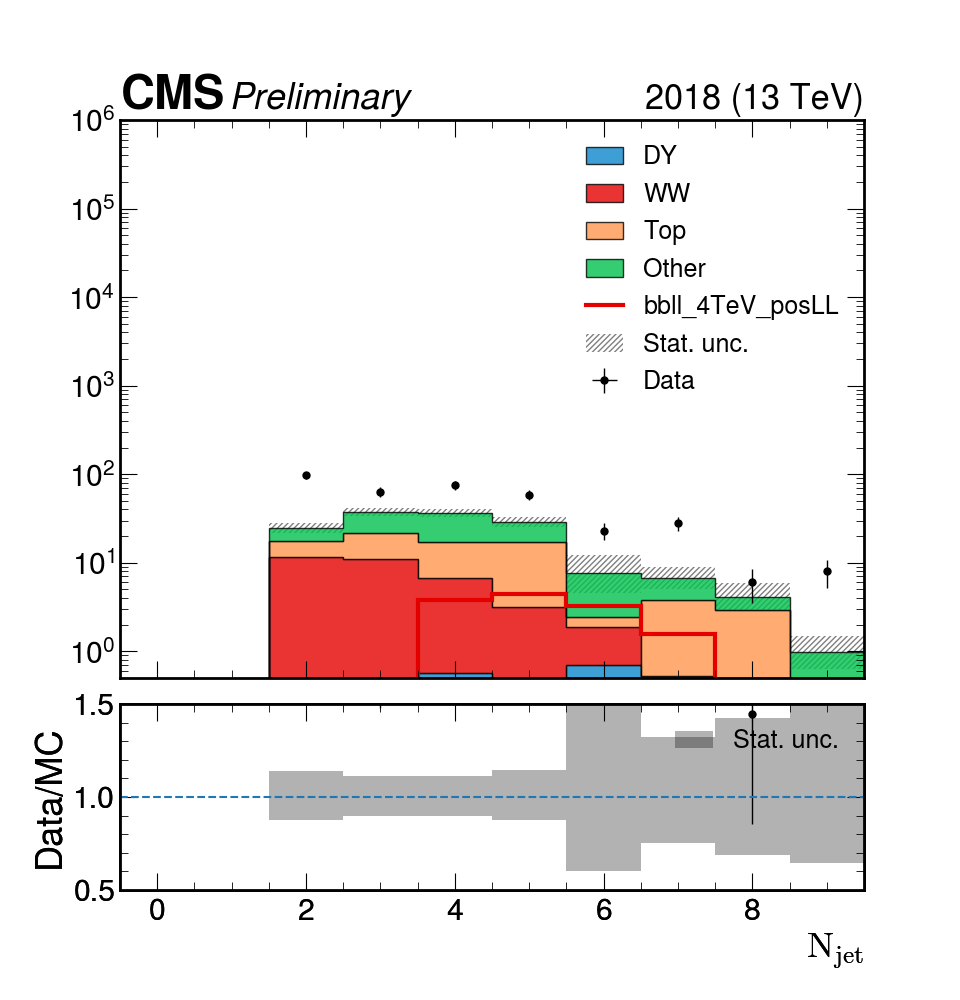 CMS Preliminary 2018 (13 TeV)
10^6
10^5
10^4
10^3
10^2
10^1
10^0
DY
WW
Top
Other
bbll_4TeV_posLL
Stat. unc.
Data
1.5
1.0
0.5
Data/MC
Stat. unc.
0 2 4 6 8
N_jet